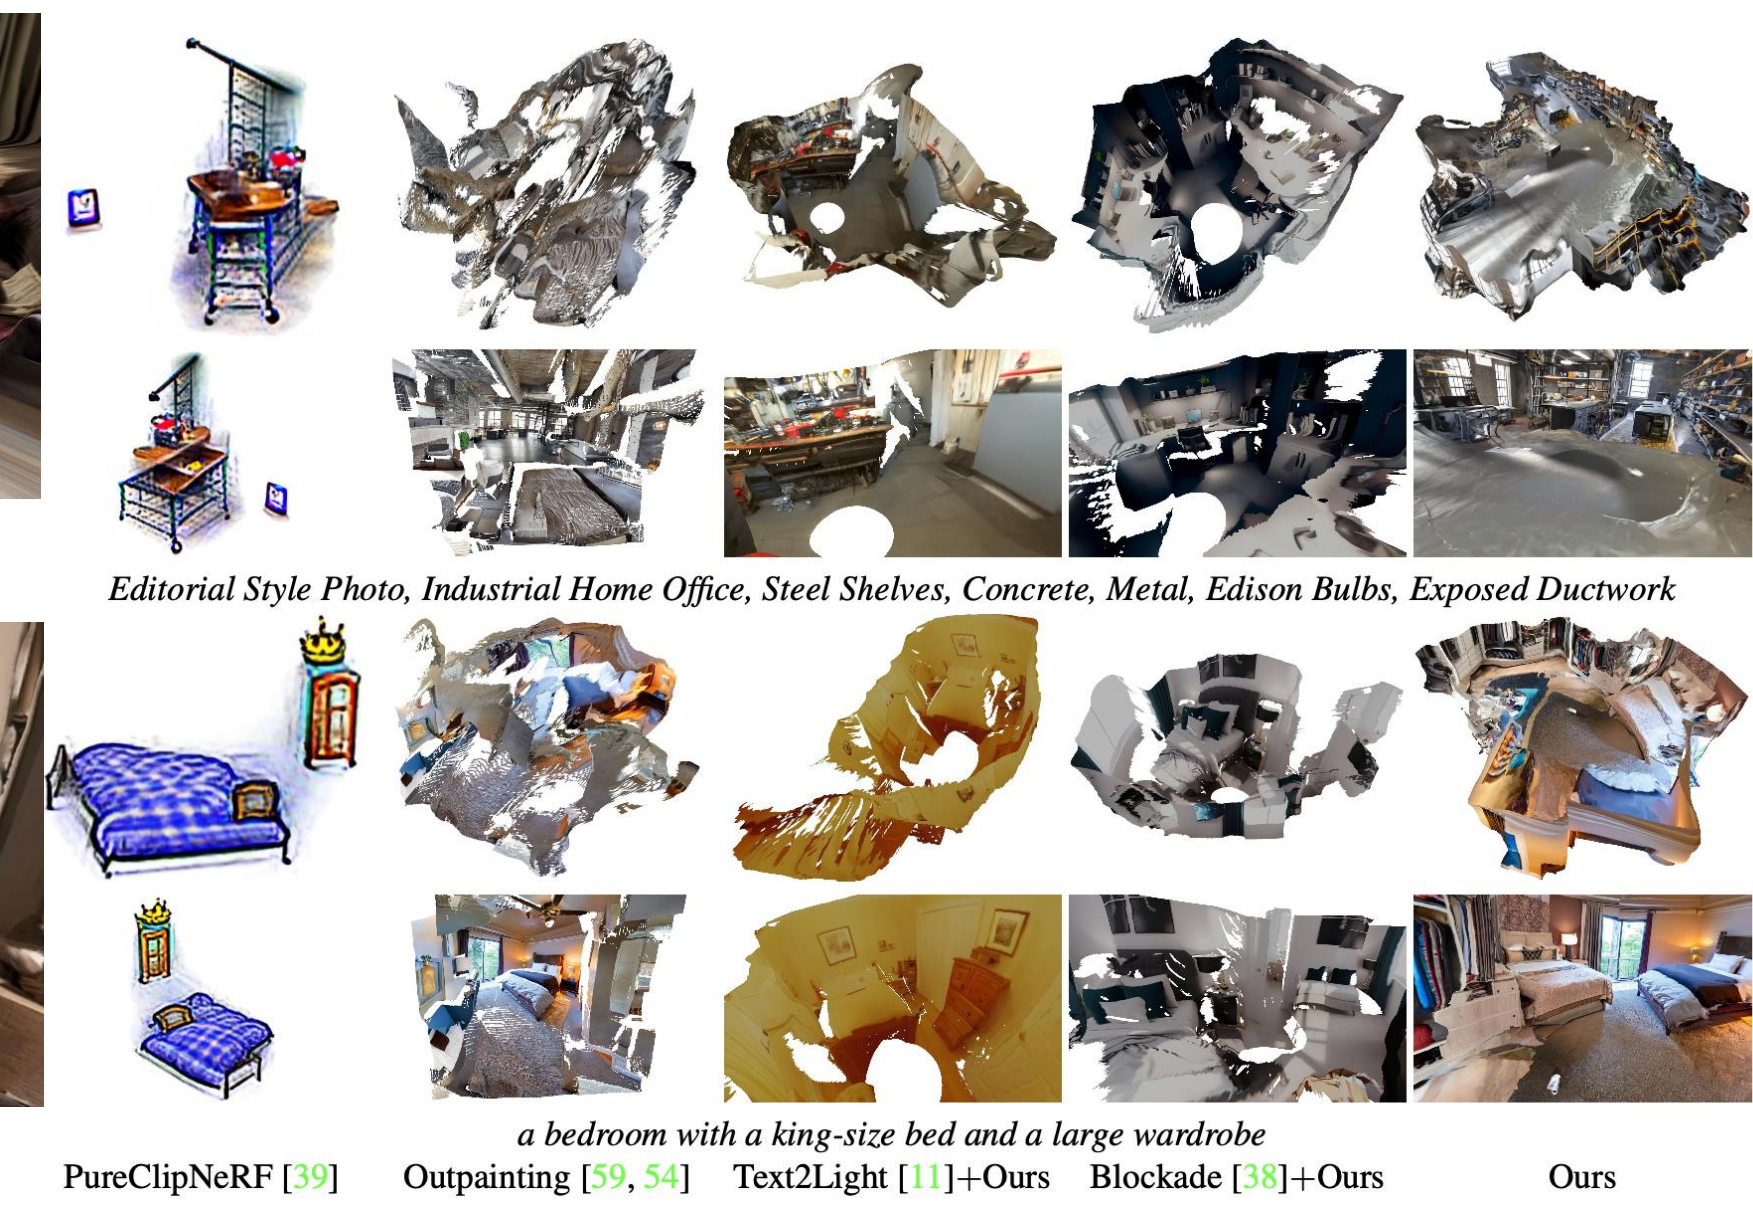 Editorial Style Photo, Industrial Home Office, Steel Shelves, Concrete, Metal, Edison Bulbs, Exposed Ductwork
a bedroom with a king-size bed and a large wardrobe
PureClipNeRF [39] Outpainting [59, 54] Text2Light [11]+Ours Blockade [38]+Ours Ours